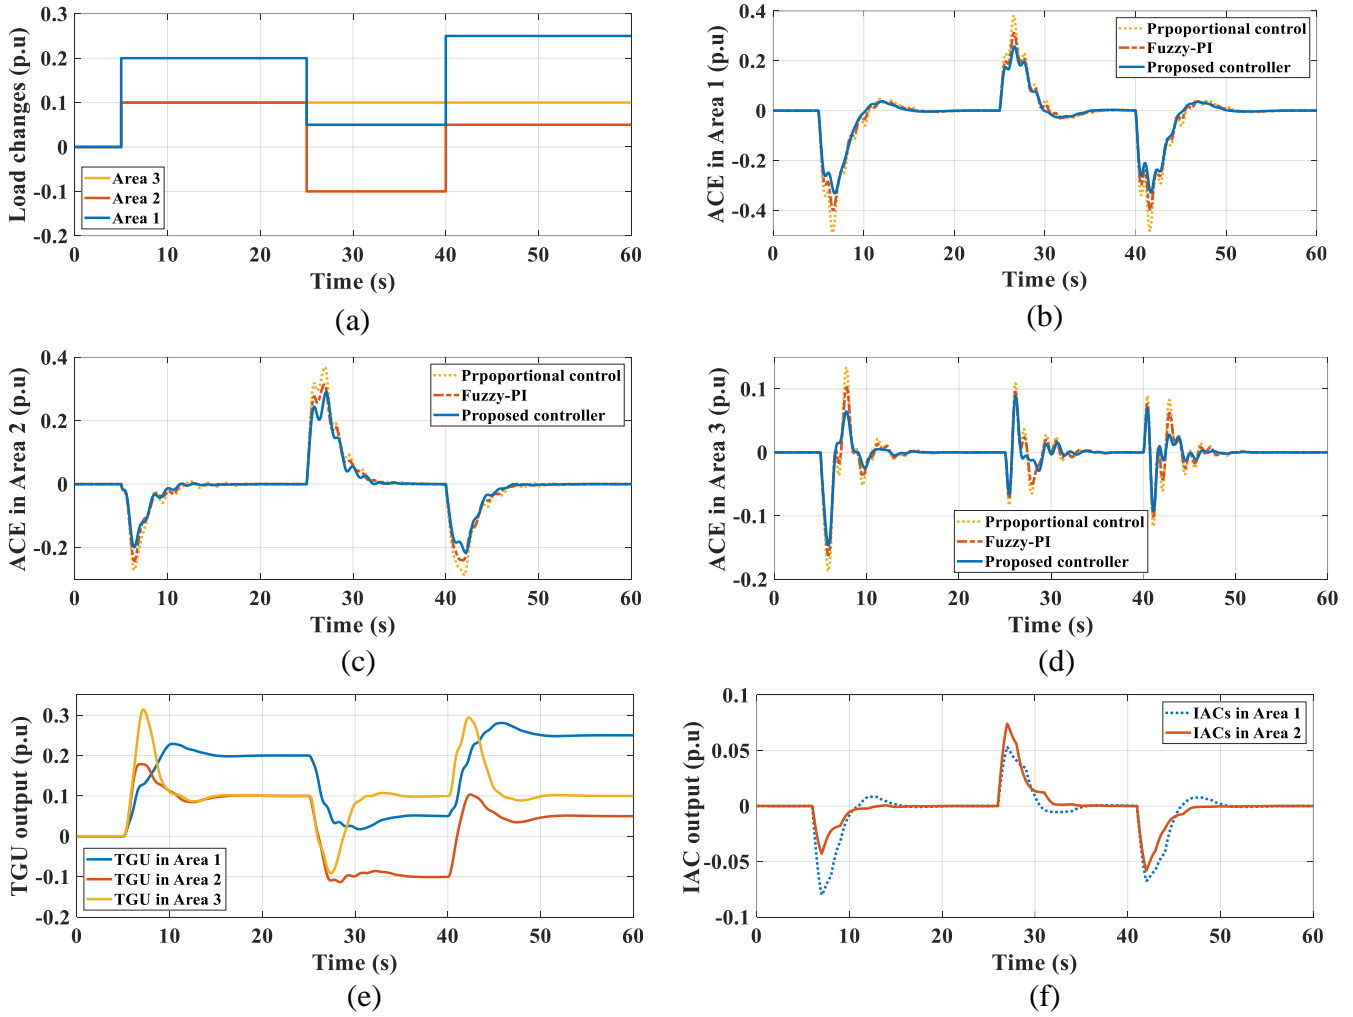 0.3
0.2
0.1
0
-0.1
-0.2
Load changes (p.u)
Area 3
Area 2
Area 1
0 10 20 30 40 50 60
Time (s)
(a)
0.4
0.2
0
-0.2
-0.4
ACE in Area 1 (p.u)
Prpoportional control
Fuzzy-PI
Proposed controller
0 10 20 30 40 50 60
Time (s)
(b)
0.4
0.2
0
-0.2
ACE in Area 2 (p.u)
Prpoportional control
Fuzzy-PI
Proposed controller
0 10 20 30 40 50 60
Time (s)
(c)
0.1
0
-0.1
-0.2
ACE in Area 3 (p.u)
Prpoportional control
Fuzzy-PI
Proposed controller
0 10 20 30 40 50 60
Time (s)
(d)
0.3
0.2
0.1
0
-0.1
-0.2
TGU output (p.u)
TGU in Area 1
TGU in Area 2
TGU in Area 3
0 10 20 30 40 50 60
Time (s)
(e)
0.1
0.05
0
-0.05
-0.1
IAC output (p.u)
IACs in Area 1
IACs in Area 2
0 10 20 30 40 50 60
Time (s)
(f)